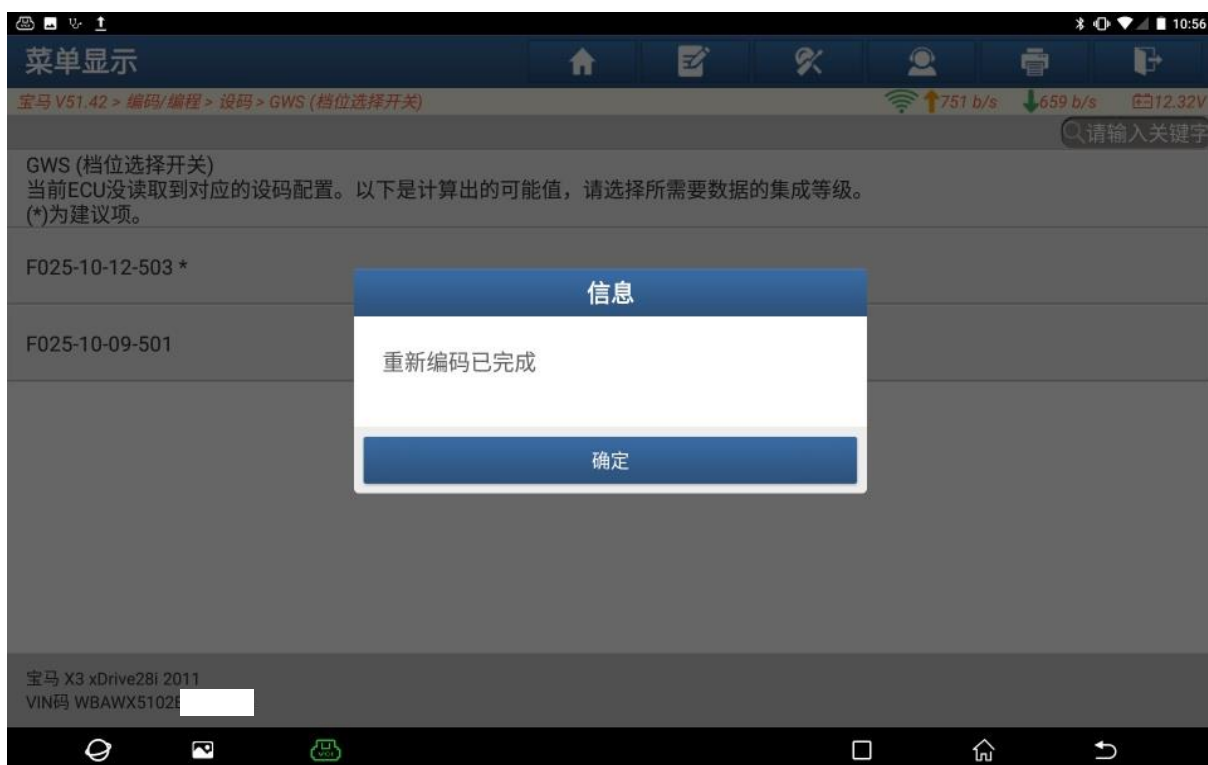 10:56
菜单显示
宝马 V51.42 > 编码/编程 > 设码 > GWS (档位选择开关)
751 b/s 659 b/s 12.32V
请输入关键字
GWS (档位选择开关)
当前ECU没读取到对应的设码配置。以下是计算出的可能值，请选择所需要数据的集成等级。
(*)为建议项。
F025-10-12-503 *
F025-10-09-501
信息
重新编码已完成
确定
宝马 X3 xDrive28i 2011
VIN码 WBAWX5102